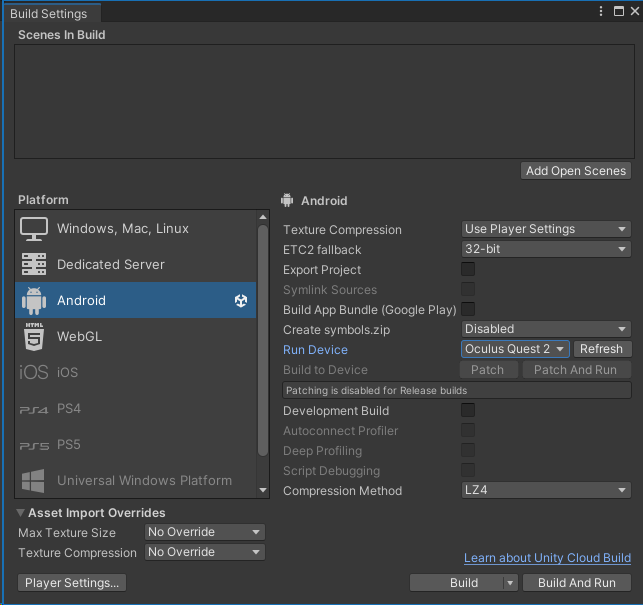 Build Settings
Scenes In Build
Add Open Scenes
Platform
Windows, Mac, Linux
Dedicated Server
Android
HTML
5
WebGL
iOS iOS
PS4 PS4
PS5 PS5
Universal Windows Platform
Android
Texture Compression Use Player Settings
ETC2 fallback 32-bit
Export Project
Symlink Sources
Build App Bundle (Google Play)
Create symbols.zip Disabled
Run Device Oculus Quest 2 Refresh
Build to Device Patch Patch And Run
Patching is disabled for Release builds
Development Build
Autoconnect Profiler
Deep Profiling
Script Debugging
Compression Method LZ4
Asset Import Overrides
Max Texture Size No Override
Texture Compression No Override
Learn about Unity Cloud Build
Player Settings... Build Build And Run